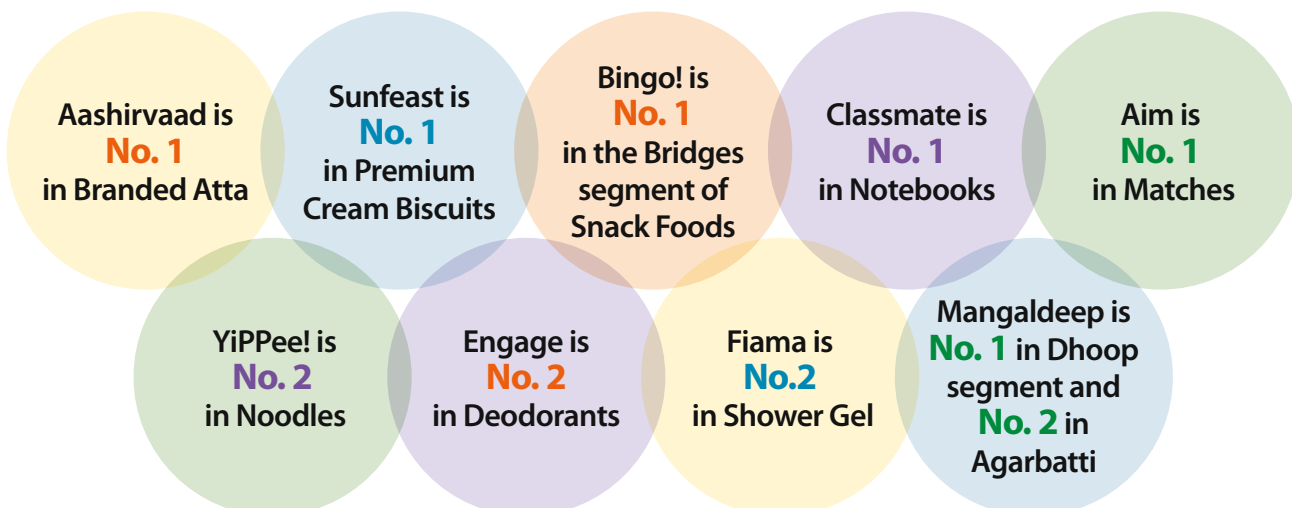 Aashirvaad is
No. 1
in Branded Atta
Sunfeast is
No. 1
in Premium
Cream Biscuits
Bingo! is
No. 1
in the Bridges
segment of
Snack Foods
Classmate is
No. 1
in Notebooks
Aim is
No. 1
in Matches
YiPPee! is
No. 2
in Noodles
Engage is
No. 2
in Deodorants
Fiama is
No.2
in Shower Gel
Mangaldeep is
No. 1 in Dhoop
segment and
No. 2 in
Agarbatti